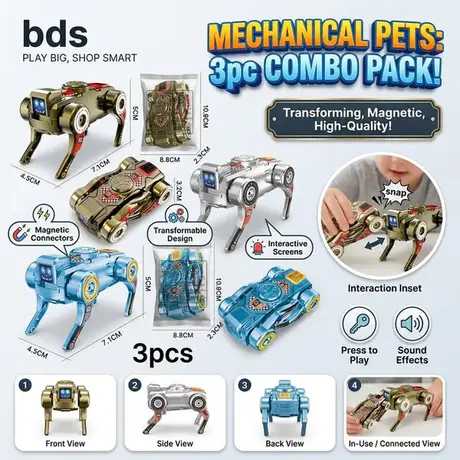 bds
PLAY BIG, SHOP SMART
MECHANICAL PETS:
3pc COMBO PACK!
Transforming, Magnetic,
High-Quality!
5CM
10.9CM
4.5CM
7.1CM
8.8CM
2.3CM
3.2CM
snap
Magnetic
Connectors
Transformable
Design
Interactive
Screens
Interaction Inset
5CM
10.9CM
4.5CM
7.1CM
8.8CM
2.3CM
3pcs
Press to
Play
Sound
Effects
1
Front View
2
Side View
3
Back View
4
In-Use / Connected View